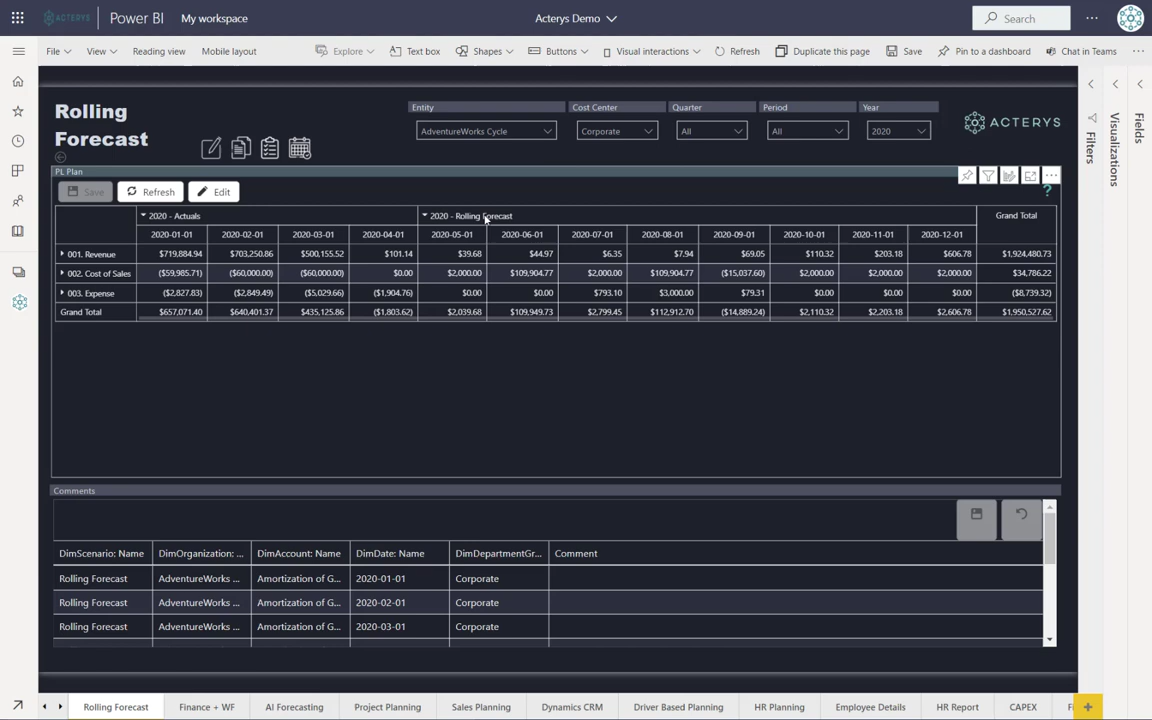 ACTERYS Power BI My workspace Acterys Demo Search
File View Reading view Mobile layout Explore Text box Shapes Buttons Visual interactions Refresh Duplicate this page Save Pin to a dashboard Chat in Teams
Rolling
Forecast
Entity Cost Center Quarter Period Year
AdventureWorks Cycle Corporate All All 2020
ACTERYS
Filters
Visualizations
Fields
PL Plan
Save Refresh Edit ?
2020 - Actuals 2020 - Rolling Forecast Grand Total
2020-01-01 2020-02-01 2020-03-01 2020-04-01 2020-05-01 2020-06-01 2020-07-01 2020-08-01 2020-09-01 2020-10-01 2020-11-01 2020-12-01
001. Revenue $719,884.94 $703,250.86 $500,155.52 $101.14 $39.68 $44.97 $6.35 $7.94 $69.05 $110.32 $203.18 $606.78 $1,924,480.73
002. Cost of Sales ($59,985.71) ($60,000.00) ($60,000.00) $0.00 $2,000.00 $109,904.77 $2,000.00 $109,904.77 ($15,037.60) $2,000.00 $2,000.00 $2,000.00 $34,786.22
003. Expense ($2,827.83) ($2,849.49) ($5,029.66) ($1,904.76) $0.00 $0.00 $793.10 $3,000.00 $79.31 $0.00 $0.00 $0.00 ($8,739.32)
Grand Total $657,071.40 $640,401.37 $435,125.86 ($1,803.62) $2,039.68 $109,949.73 $2,799.45 $112,912.70 ($14,889.24) $2,110.32 $2,203.18 $2,606.78 $1,950,527.62
Comments
DimScenario: Name DimOrganization: ... DimAccount: Name DimDate: Name DimDepartmentGr... Comment
Rolling Forecast AdventureWorks ... Amortization of G... 2020-01-01 Corporate
Rolling Forecast AdventureWorks ... Amortization of G... 2020-02-01 Corporate
Rolling Forecast AdventureWorks ... Amortization of G... 2020-03-01 Corporate
Rolling Forecast Finance + WF AI Forecasting Project Planning Sales Planning Dynamics CRM Driver Based Planning HR Planning Employee Details HR Report CAPEX